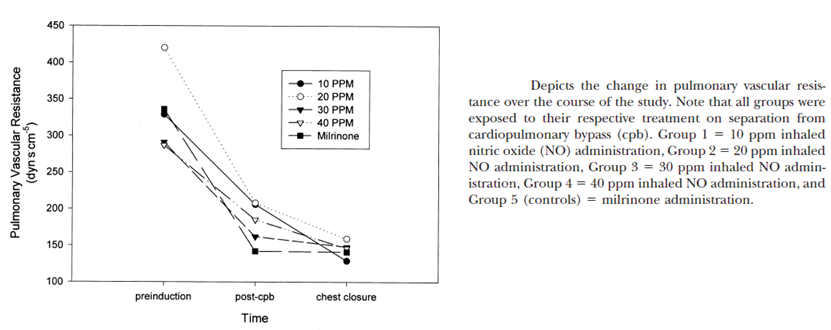 450
400
350
300
250
200
150
100
Pulmonary Vascular Resistance
(dyn s cm-5)
10 PPM
20 PPM
30 PPM
40 PPM
Milrinone
preinduction post-cpb chest closure
Time
Depicts the change in pulmonary vascular resis-
tance over the course of the study. Note that all groups were
exposed to their respective treatment on separation from
cardiopulmonary bypass (cpb). Group 1 = 10 ppm inhaled
nitric oxide (NO) administration, Group 2 = 20 ppm inhaled
NO administration, Group 3 = 30 ppm inhaled NO admin-
istration, Group 4 = 40 ppm inhaled NO administration, and
Group 5 (controls) = milrinone administration.